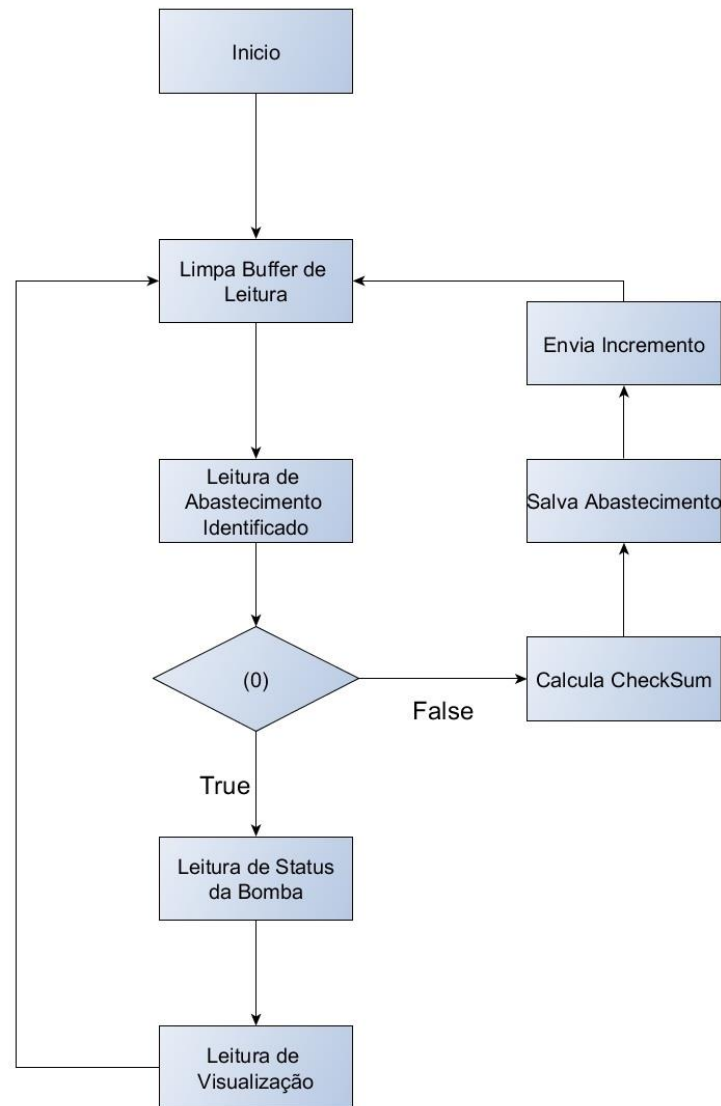 Inicio
Limpa Buffer de
Leitura
Envia Incremento
Leitura de
Abastecimento
Identificado
Salva Abastecimento
(0)
False
Calcula CheckSum
True
Leitura de Status
da Bomba
Leitura de
Visualização